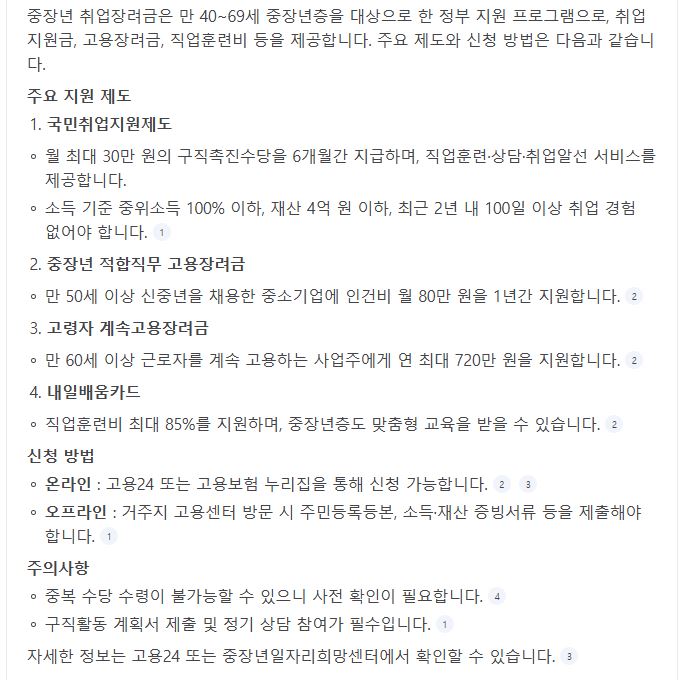 중장년 취업장려금은 만 40~69세 중장년층을 대상으로 한 정부 지원 프로그램으로, 취업
지원금, 고용장려금, 직업훈련비 등을 제공합니다. 주요 제도와 신청 방법은 다음과 같습니
다.
주요 지원 제도
1. 국민취업지원제도
월 최대 30만 원의 구직촉진수당을 6개월간 지급하며, 직업훈련·상담·취업알선 서비스를
제공합니다.
소득 기준 중위소득 100% 이하, 재산 4억 원 이하, 최근 2년 내 100일 이상 취업 경험
없어야 합니다. 1
2. 중장년 적합직무 고용장려금
만 50세 이상 신중년을 채용한 중소기업에 인건비 월 80만 원을 1년간 지원합니다. 2
3. 고령자 계속고용장려금
만 60세 이상 근로자를 계속 고용하는 사업주에게 연 최대 720만 원을 지원합니다. 2
4. 내일배움카드
직업훈련비 최대 85%를 지원하며, 중장년층도 맞춤형 교육을 받을 수 있습니다. 2
신청 방법
온라인 : 고용24 또는 고용보험 누리집을 통해 신청 가능합니다. 2 3
오프라인 : 거주지 고용센터 방문 시 주민등록등본, 소득·재산 증빙서류 등을 제출해야
합니다. 1
주의사항
중복 수당 수령이 불가능할 수 있으니 사전 확인이 필요합니다. 4
구직활동 계획서 제출 및 정기 상담 참여가 필수입니다. 1
자세한 정보는 고용24 또는 중장년일자리희망센터에서 확인할 수 있습니다. 3